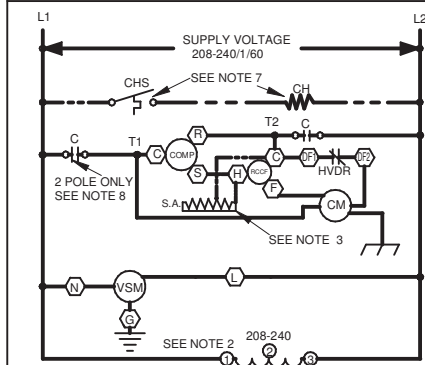 L1 L2
SUPPLY VOLTAGE
208-240/1/60
CHS SEE NOTE 7 CH
C T1 R T2 C
C COMP C DF1 HVDR DF2
2 POLE ONLY
SEE NOTE 8
S H RCCF F
S.A. CM
SEE NOTE 3
N VSM L
G
SEE NOTE 2 208-240
1 2 3